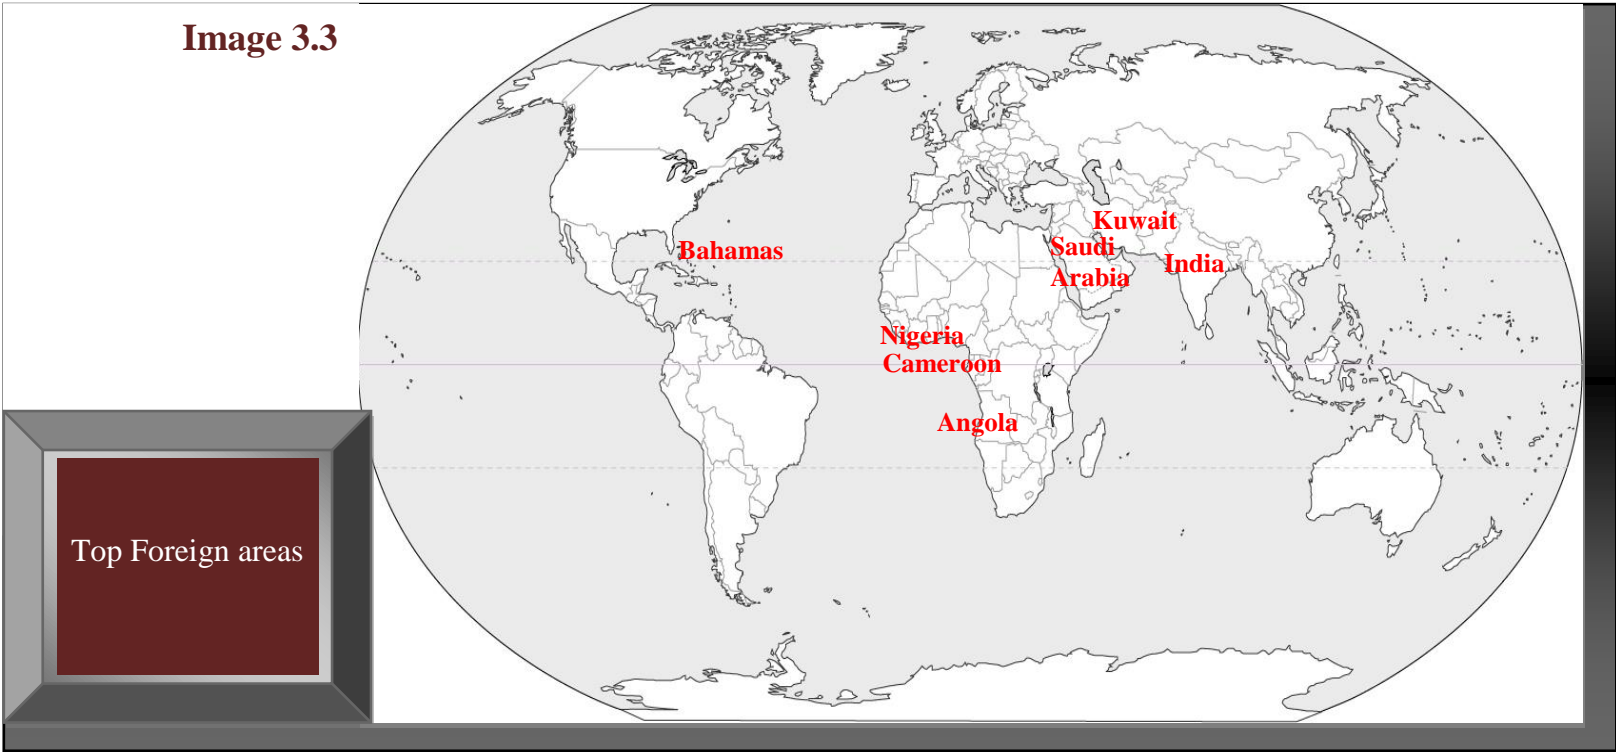 Image 3.3
Kuwait
Saudi
Arabia
Bahamas
India
Nigeria
Cameroon
Angola
Top Foreign areas